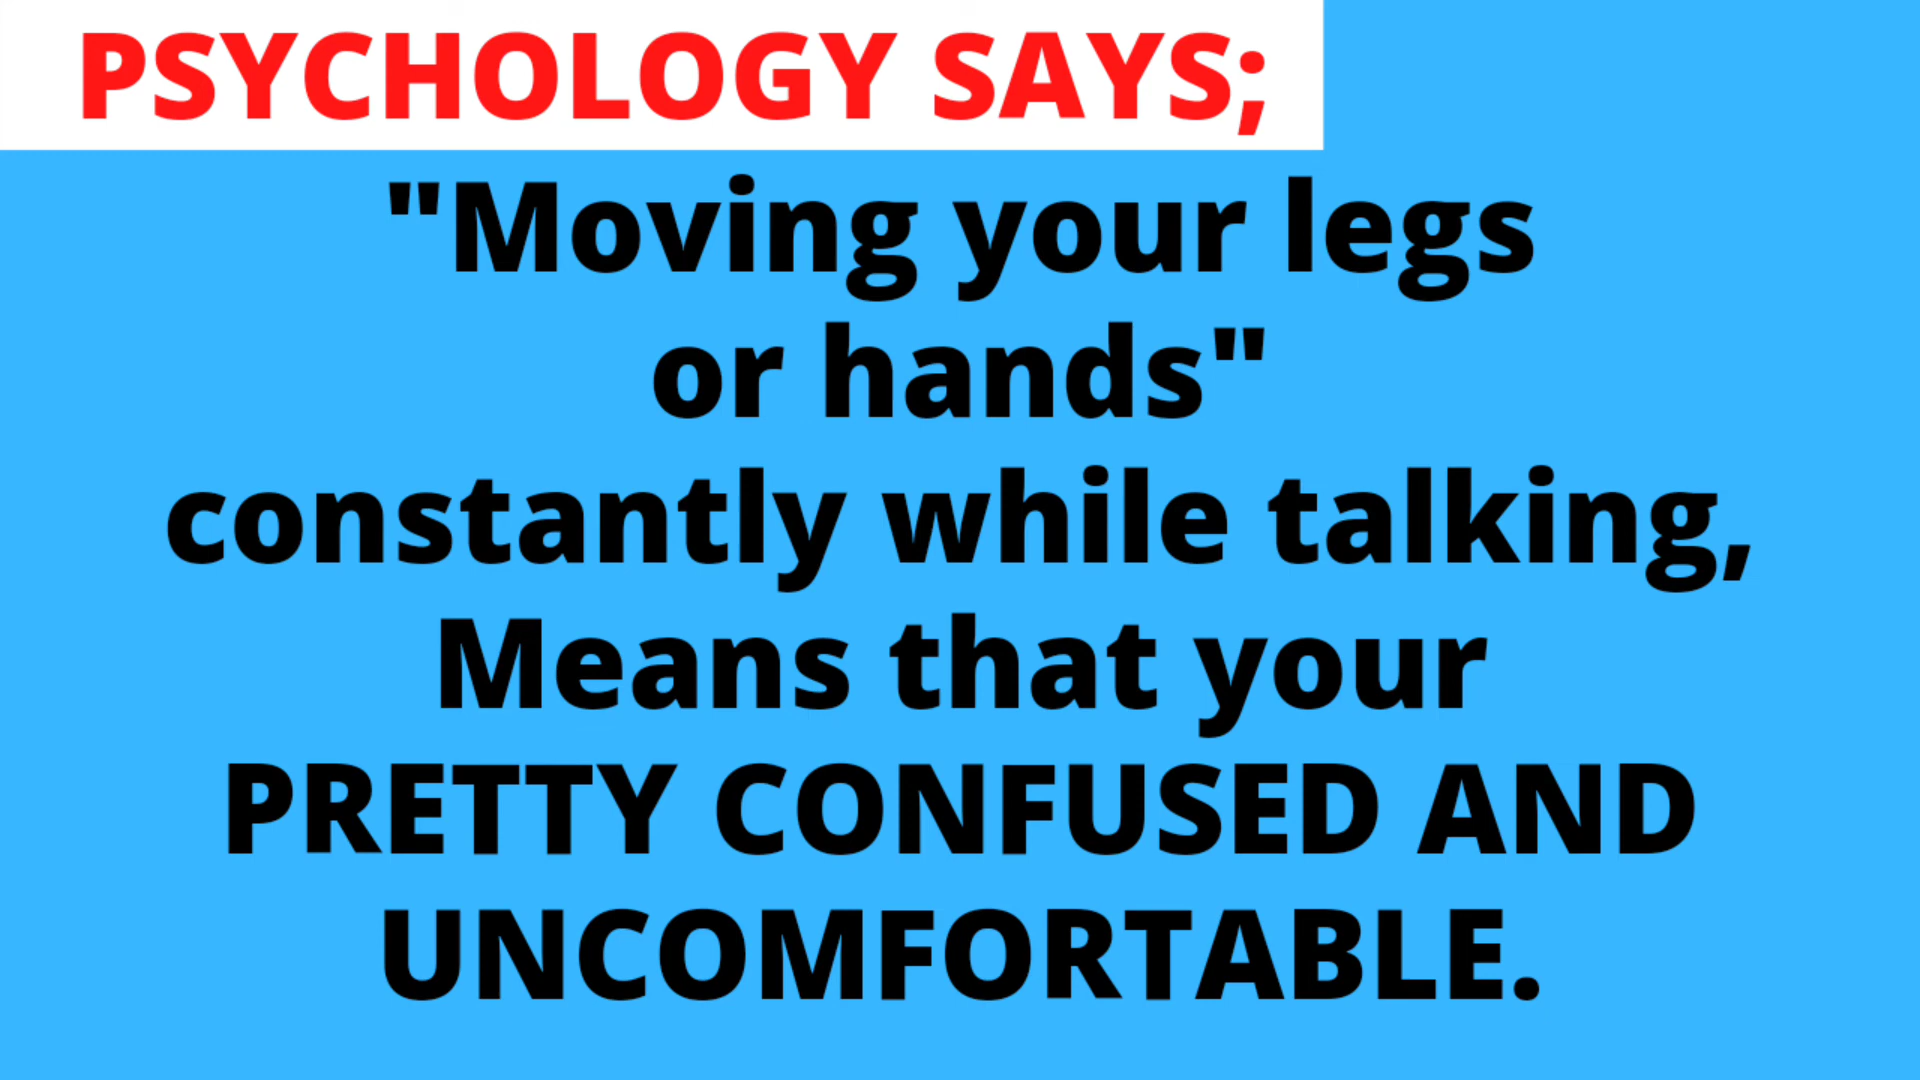 PSYCHOLOGY SAYS;
"Moving your legs
or hands"
constantly while talking,
Means that your
PRETTY CONFUSED AND
UNCOMFORTABLE.